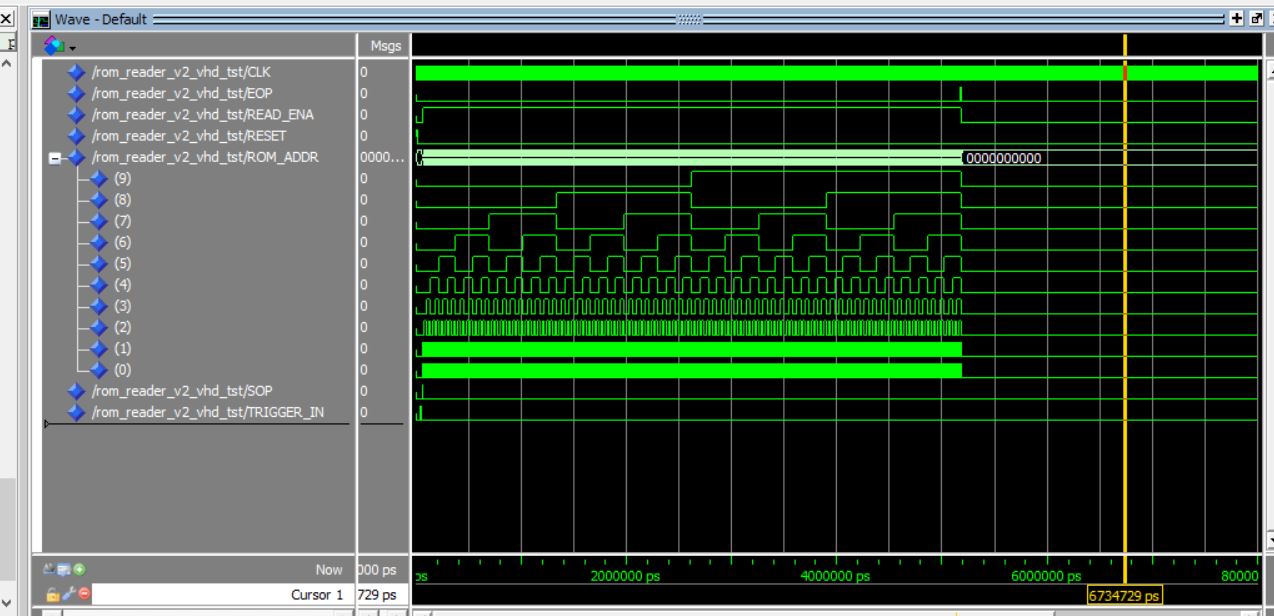 Wave - Default
Msgs
/rom_reader_v2_vhd_tst/CLK 0
/rom_reader_v2_vhd_tst/EOP 0
/rom_reader_v2_vhd_tst/READ_ENA 0
/rom_reader_v2_vhd_tst/RESET 0
/rom_reader_v2_vhd_tst/ROM_ADDR 0000... 0000000000
(9) 0
(8) 0
(7) 0
(6) 0
(5) 0
(4) 0
(3) 0
(2) 0
(1) 0
(0) 0
/rom_reader_v2_vhd_tst/SOP 0
/rom_reader_v2_vhd_tst/TRIGGER_IN 0
Now 000 ps ps 2000000 ps 4000000 ps 6000000 ps 80000
Cursor 1 729 ps 6734729 ps